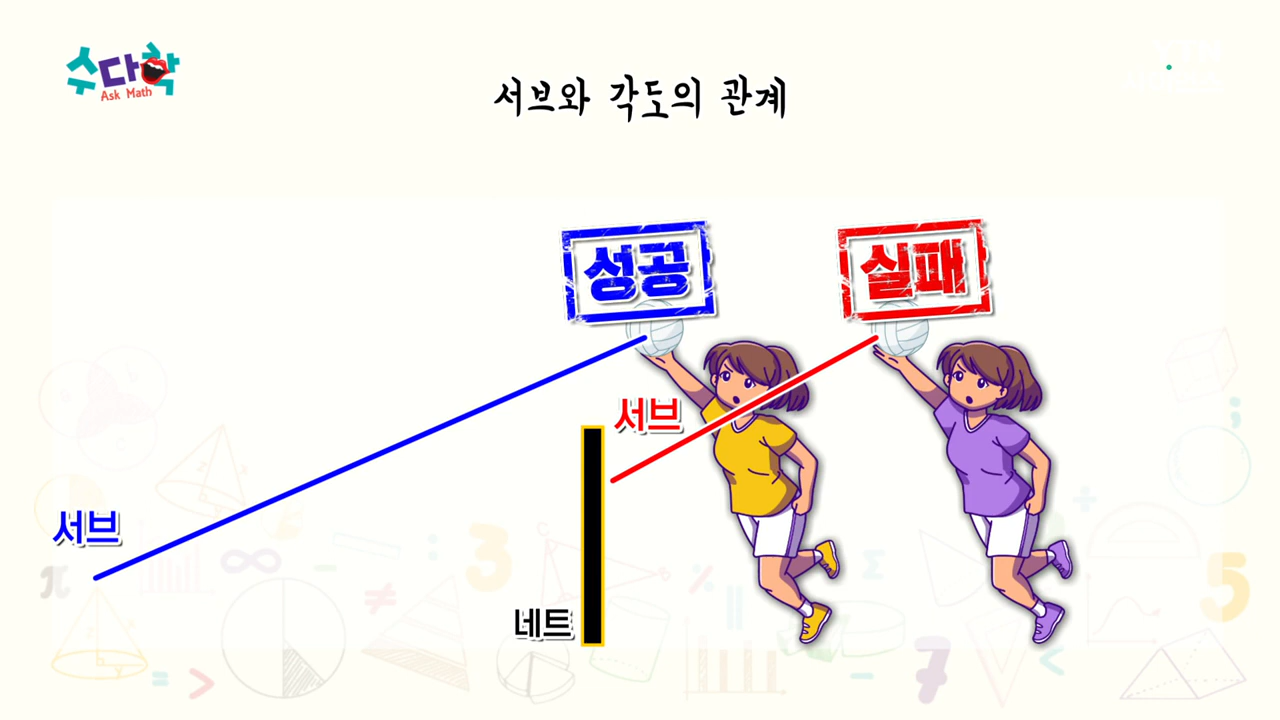 수다학
Ask Math
YTN
서브와 각도의 관계
성공
실패
서브
서브
네트